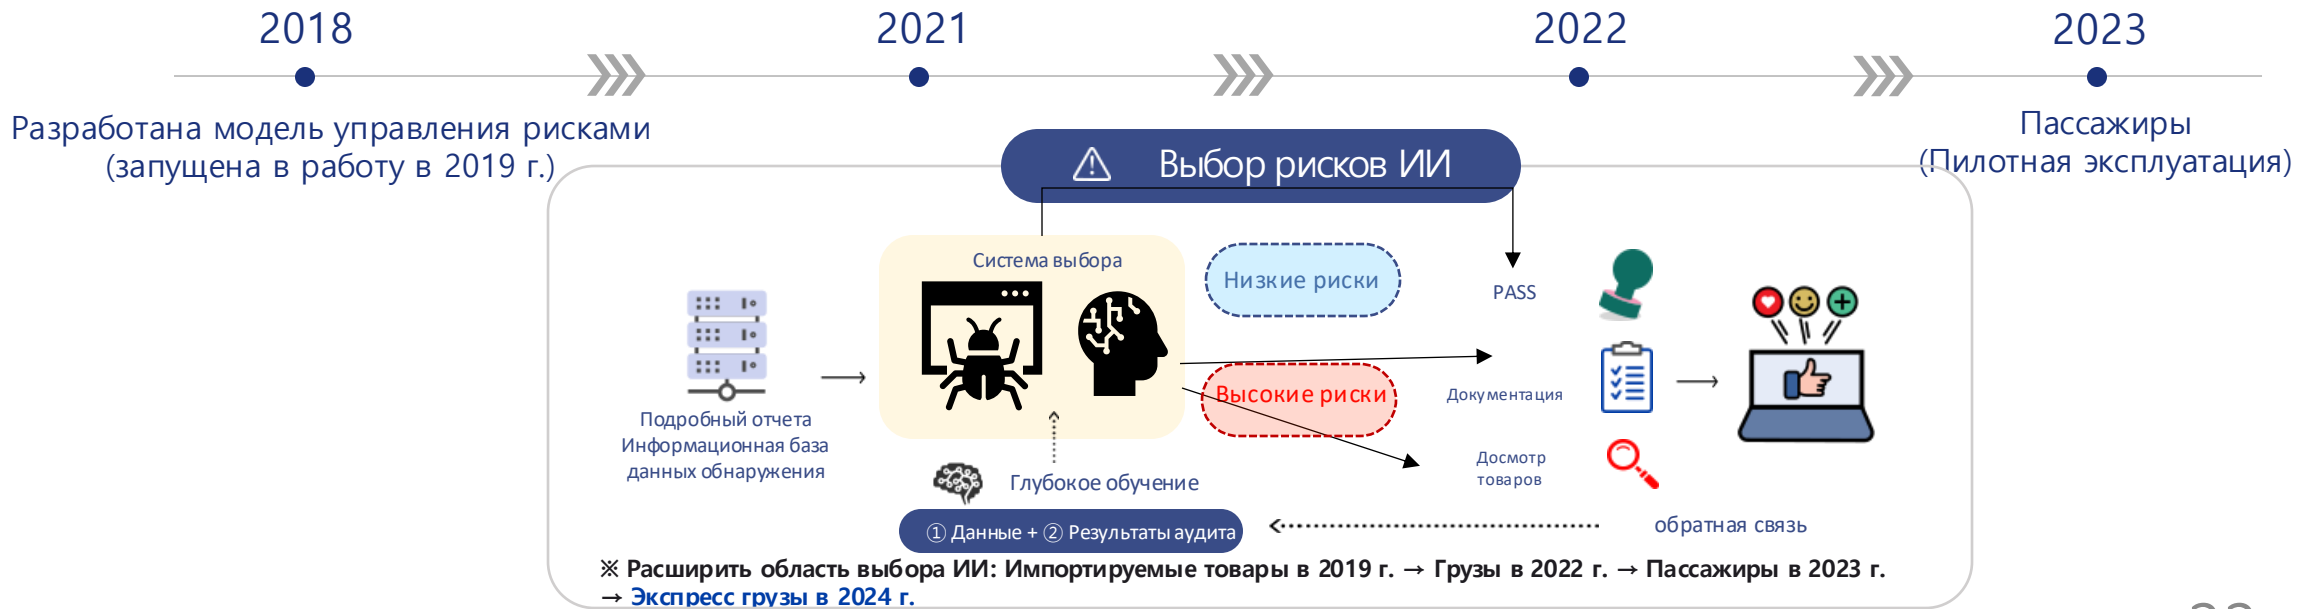 2018
2021
2022
2023
Разработана модель управления рисками
(запущена в работу в 2019 г.)
Пассажиры
(Пилотная эксплуатация)
Выбор рисков ИИ
Система выбора
Низкие риски
PASS
Высокие риски
Документация
Подробный отчета
Информационная база
данных обнаружения
Досмотр
товаров
Глубокое обучение
① Данные + ② Результаты аудита
обратная связь
※ Расширить область выбора ИИ: Импортируемые товары в 2019 г. → Грузы в 2022 г. → Пассажиры в 2023 г.
→ Экспресс грузы в 2024 г.